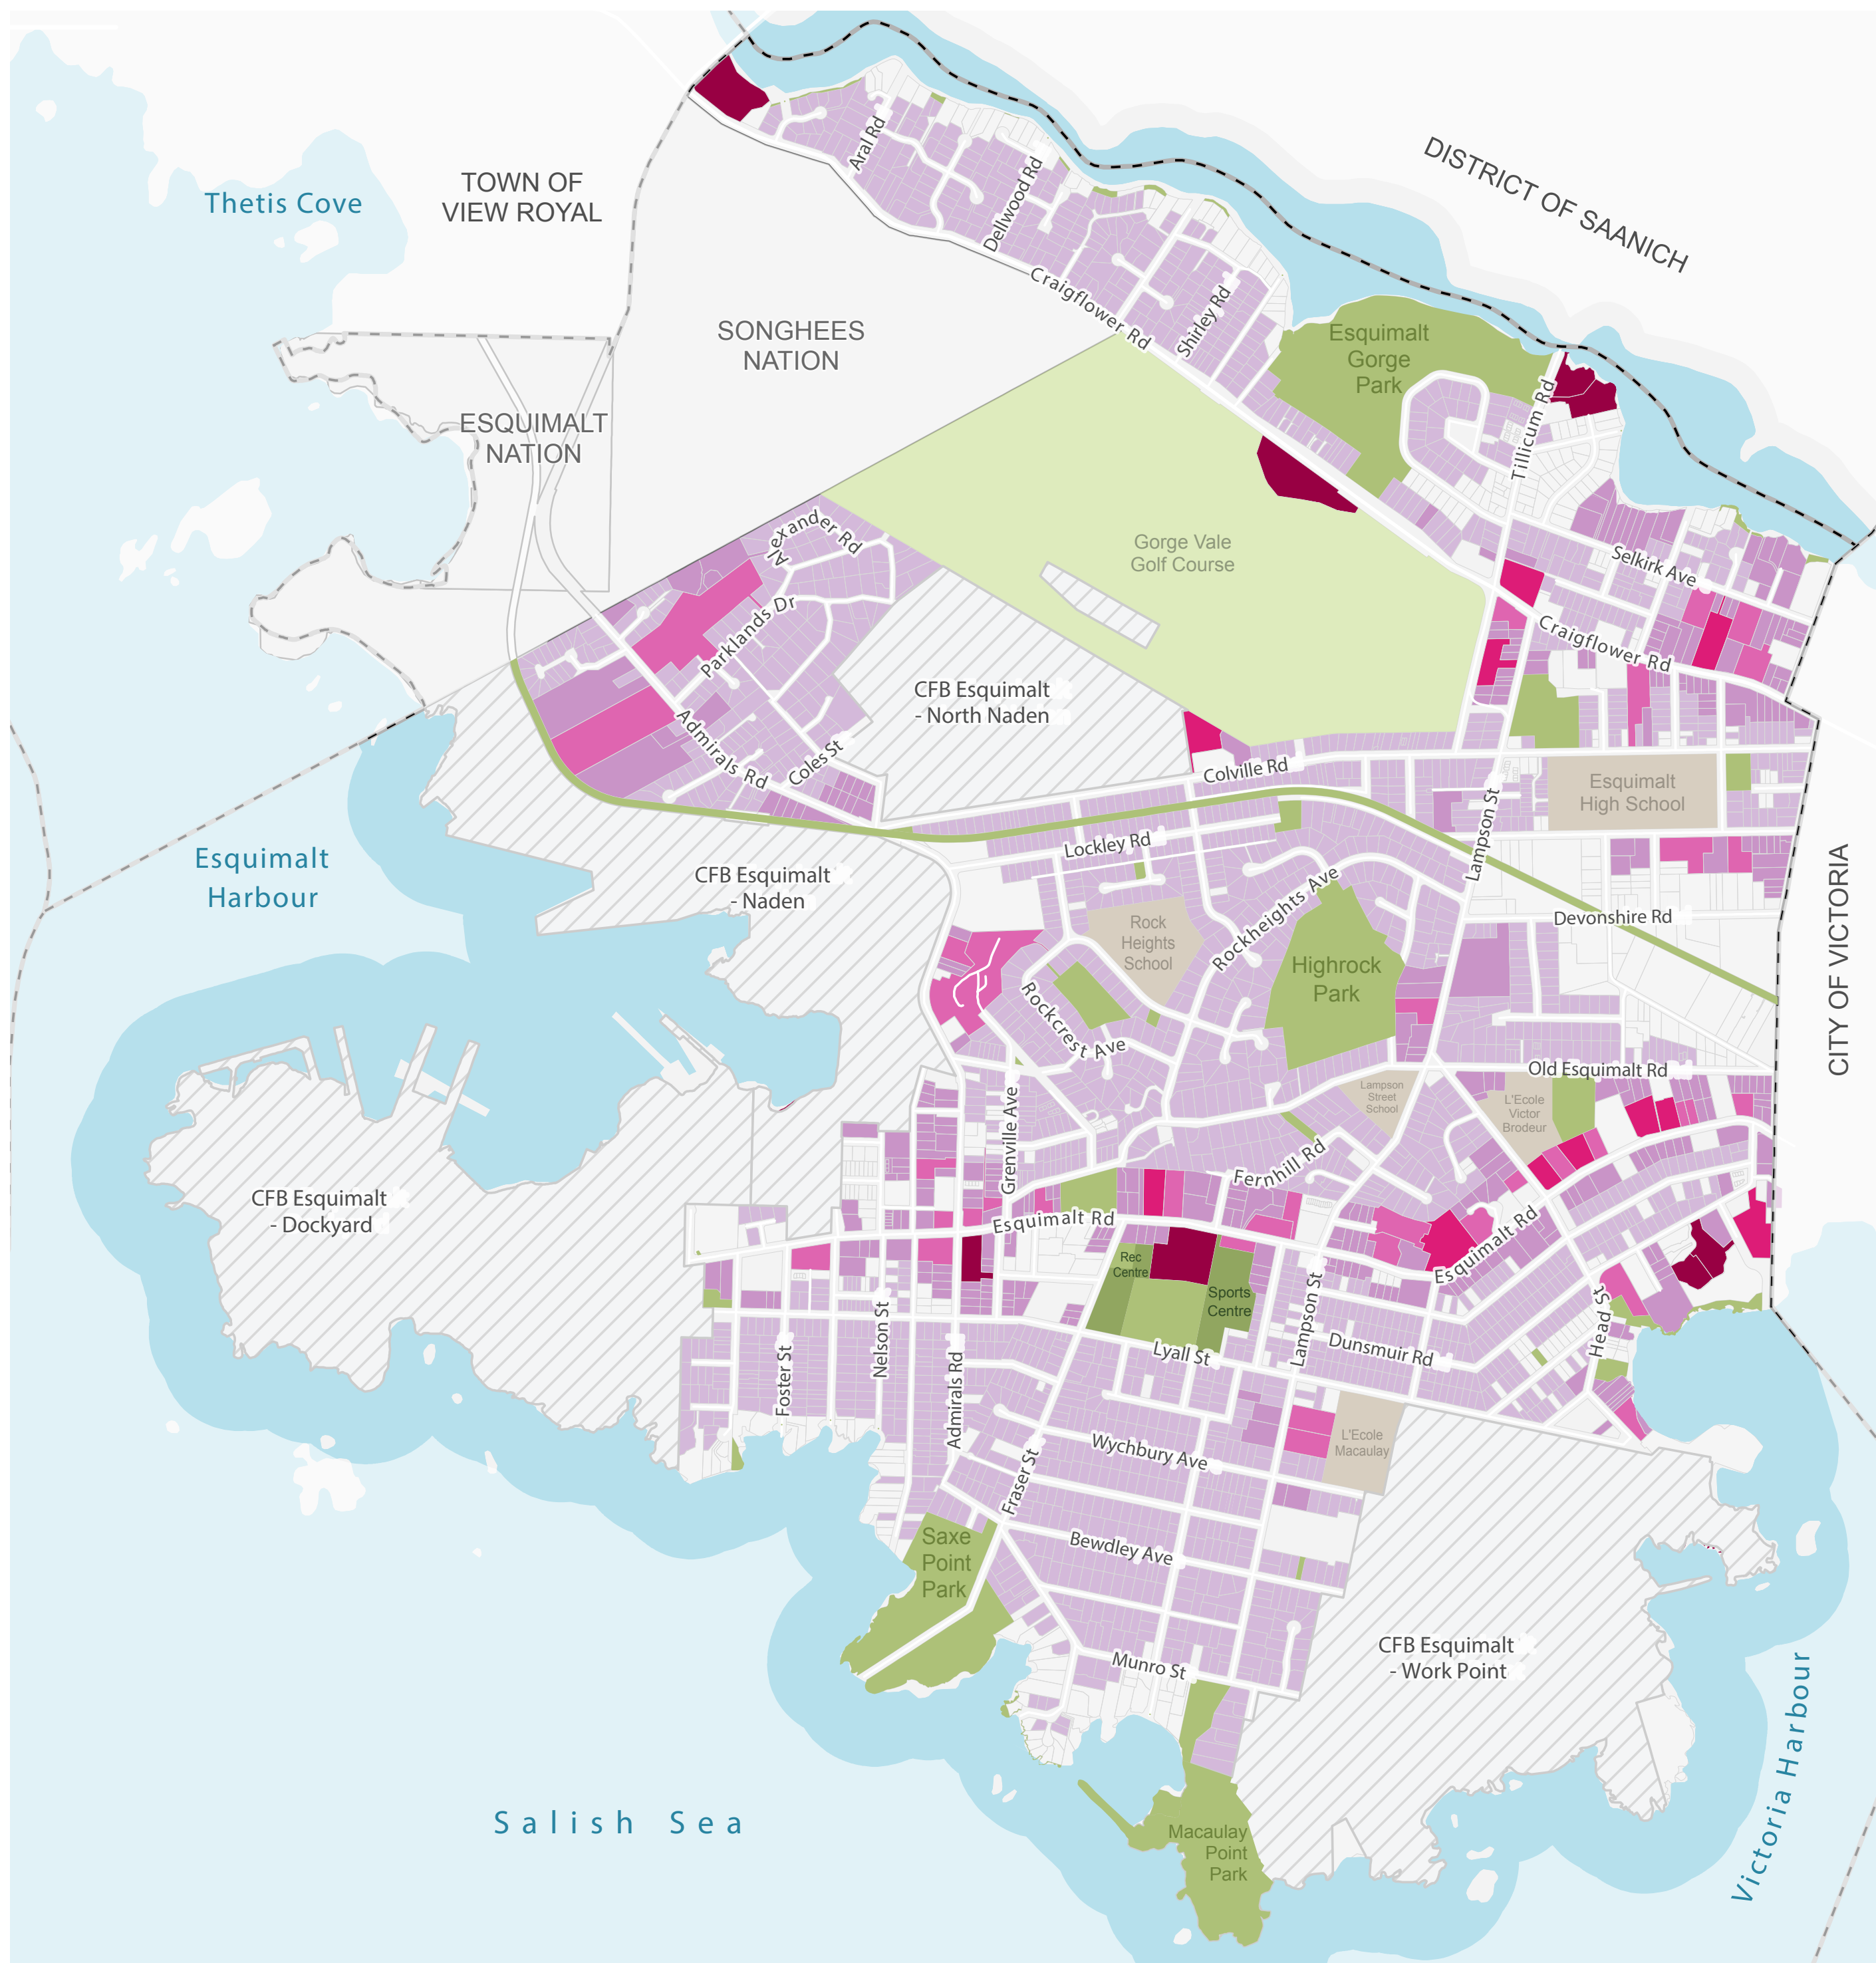 Aral Rd
DISTRICT OF SAANICH
TOWN OF
VIEW ROYAL
Thetis Cove
Dellwood Rd
Craigflower Rd
Shirley Rd
SONGHEES
NATION
Esquimalt
Gorge
Park
ESQUIMALT
NATION
Tillicum Rd
Alexander Rd
Gorge Vale
Golf Course
Selkirk Ave
Parklands Dr
Craigflower Rd
CFB Esquimalt
- North Naden
Admirals Rd
Coles St
Colville Rd
Esquimalt
High School
Lampson St
Lockley Rd
Esquimalt
Harbour
CFB Esquimalt
- Naden
CITY OF VICTORIA
Rockheights Ave
Devonshire Rd
Rock
Heights
School
Highrock
Park
Rockcrest Ave
Old Esquimalt Rd
Lampson
Street
School
L'Ecole
Victor
Brodeur
Grenville Ave
Fernhill Rd
CFB Esquimalt
- Dockyard
Esquimalt Rd
Esquimalt Rd
Rec
Centre
Sports
Centre
Lampson St
Head St
Nelson St
Foster St
Admirals Rd
Lyall St
Dunsmuir Rd
L'Ecole
Macaulay
Wychbury Ave
Fraser St
Saxe
Point
Park
Bewdley Ave
CFB Esquimalt
- Work Point
Munro St
Victoria Harbour
Salish Sea
Macaulay
Point
Park